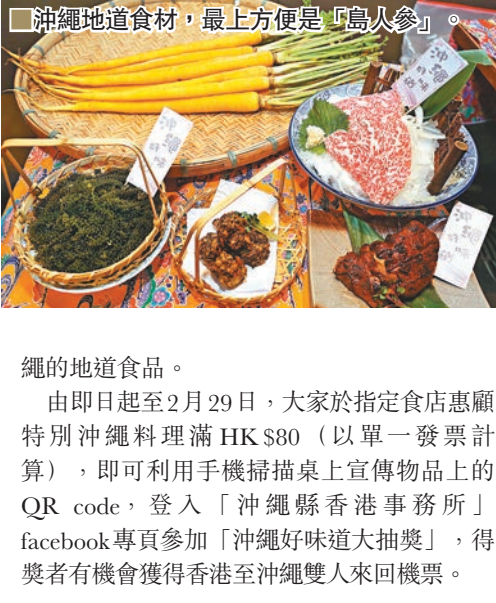 ■沖繩地道食材，最上方便是「島人參」。
沖繩
沖繩
沖繩
繩的地道食品。
由即日起至2月29日，大家於指定食店惠顧
特別沖繩料理滿HK$80（以單一發票計
算），即可利用手機掃描桌上宣傳物品上的
QR code，登入「沖繩縣香港事務所」
facebook專頁參加「沖繩好味道大抽獎」，得
獎者有機會獲得香港至沖繩雙人來回機票。